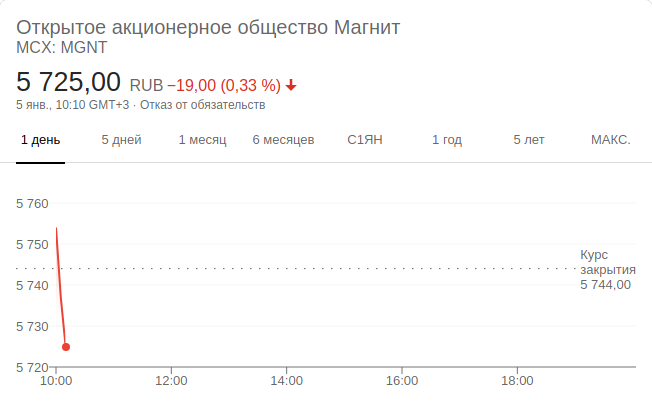 Открытое акционерное общество Магнит
MCX: MGNT
5 725,00 RUB −19,00 (0,33 %)
5 янв., 10:10 GMT+3 · Отказ от обязательств
1 день 5 дней 1 месяц 6 месяцев С1ЯН 1 год 5 лет МАКС.
5 760
5 750
Курс
закрытия
5 744,00
5 740
5 730
5 720
10:00 12:00 14:00 16:00 18:00